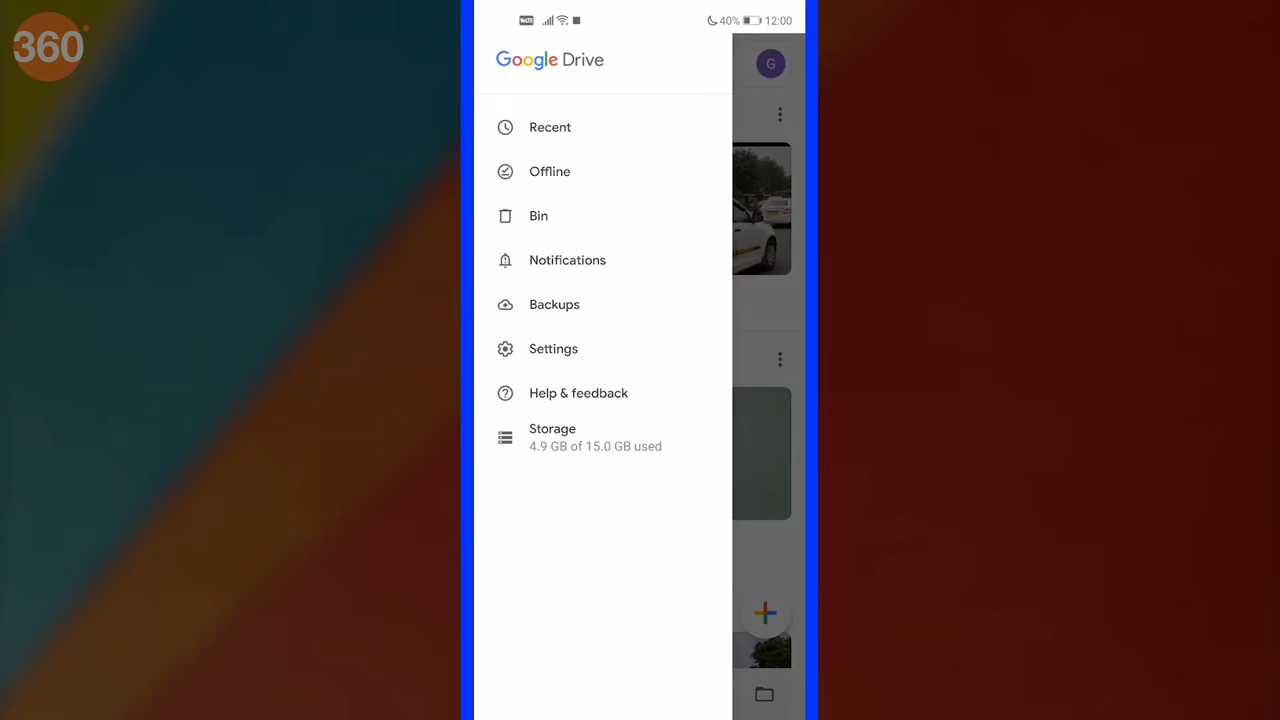 360
VoLTE 40% 12:00
Google Drive
G
Recent
Offline
Bin
Notifications
Backups
Settings
Help & feedback
Storage
4.9 GB of 15.0 GB used